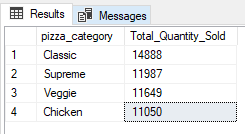 Results Messages
pizza_category Total_Quantity_Sold
1 Classic 14888
2 Supreme 11987
3 Veggie 11649
4 Chicken 11050